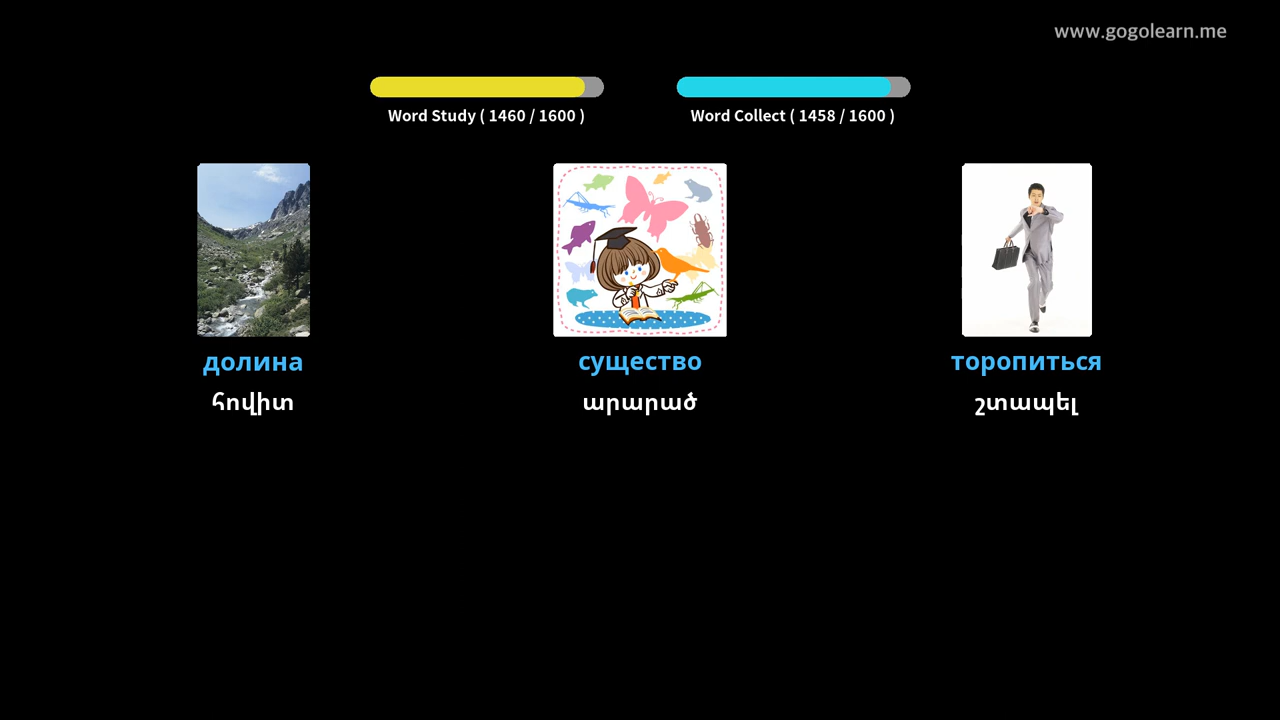 www.gogolearn.me
Word Study ( 1460 / 1600 )
Word Collect ( 1458 / 1600 )
долина
существо
торопиться
հովիտ
արարած
շտապել